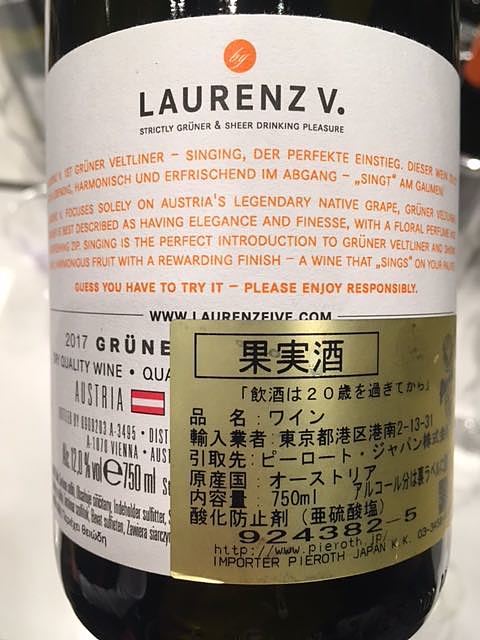 bg
LAURENZ V.
STRICTLY GRÜNER & SHEER DRINKING PLEASURE
V. IST GRÜNER VELTLINER – SINGING, DER PERFEKTE EINSTIEG. DIESER WEIN
HARMONISCH UND ERFRISCHEND IM ABGANG – „SINGT" AM GAUMEN!
V. FOCUSES SOLELY ON AUSTRIA'S LEGENDARY NATIVE GRAPE, GRÜNER
IS BEST DESCRIBED AS HAVING ELEGANCE AND FINESSE, WITH A FLORAL PERFUME
ZIP. SINGING IS THE PERFECT INTRODUCTION TO GRÜNER VELTLINER AND
HARMONIOUS FRUIT WITH A REWARDING FINISH – A WINE THAT „SINGS" ON YOUR
GUESS YOU HAVE TO TRY IT – PLEASE ENJOY RESPONSIBLY.
WWW.LAURENZFIVE.COM
2017 GRÜNE
DRY QUALITY WINE • QUA
AUSTRIA
A-3495 • DIST
A-1070 VIENNA • AUS
Alc. 12,0 % vol e 750 ml
果実酒
「飲酒は20歳を過ぎてから」
品 名:ワイン
輸入業者:東京都港区港南2-13-31
引取先:ピーロート・ジャパン株式会社
原産国:オーストリア
内容量:750ml アルコール分は裏ラベルに
酸化防止剤(亜硫酸塩)
924382-5
http://www.pieroth.jp/
IMPORTER PIEROTH JAPAN K.K. 03-